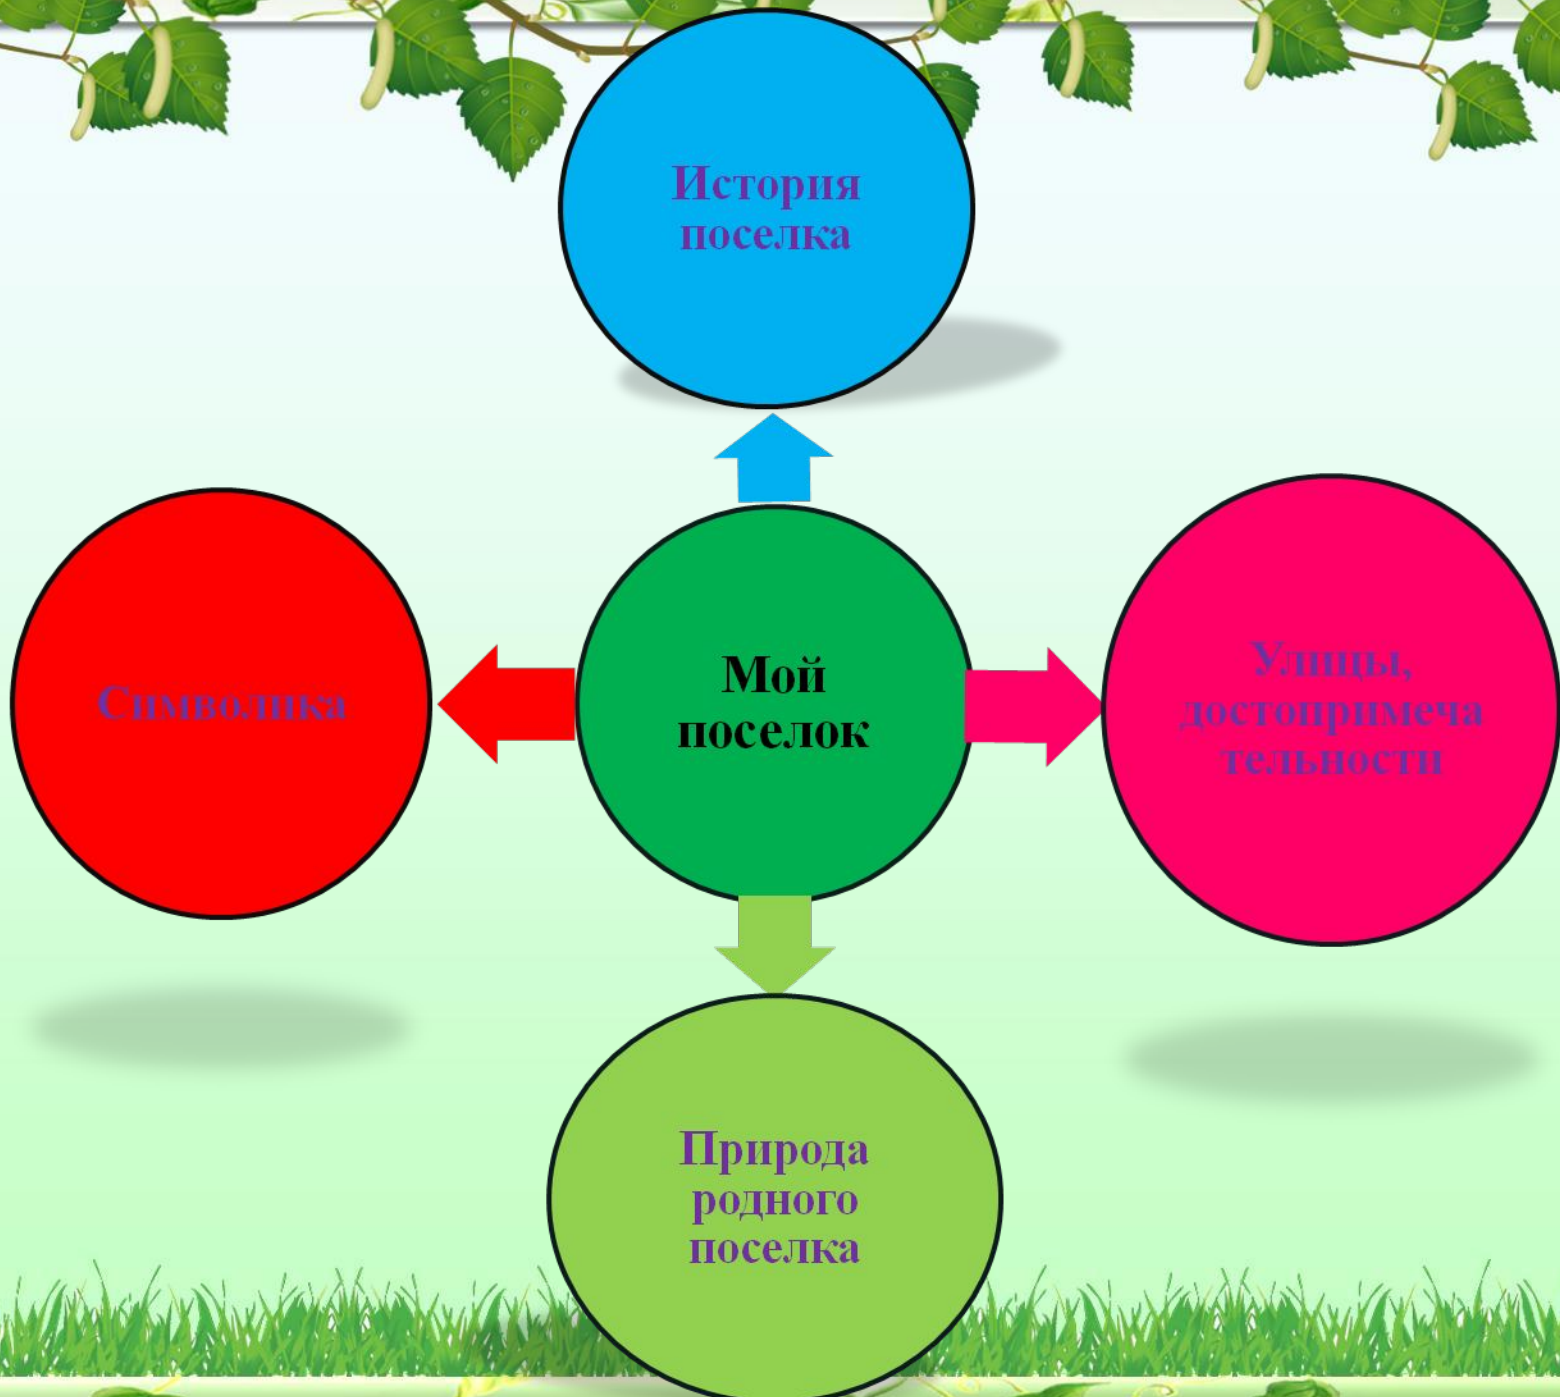 История
поселка
Символика
Мой
поселок
Улицы,
достопримеча
тельности
Природа
родного
поселка